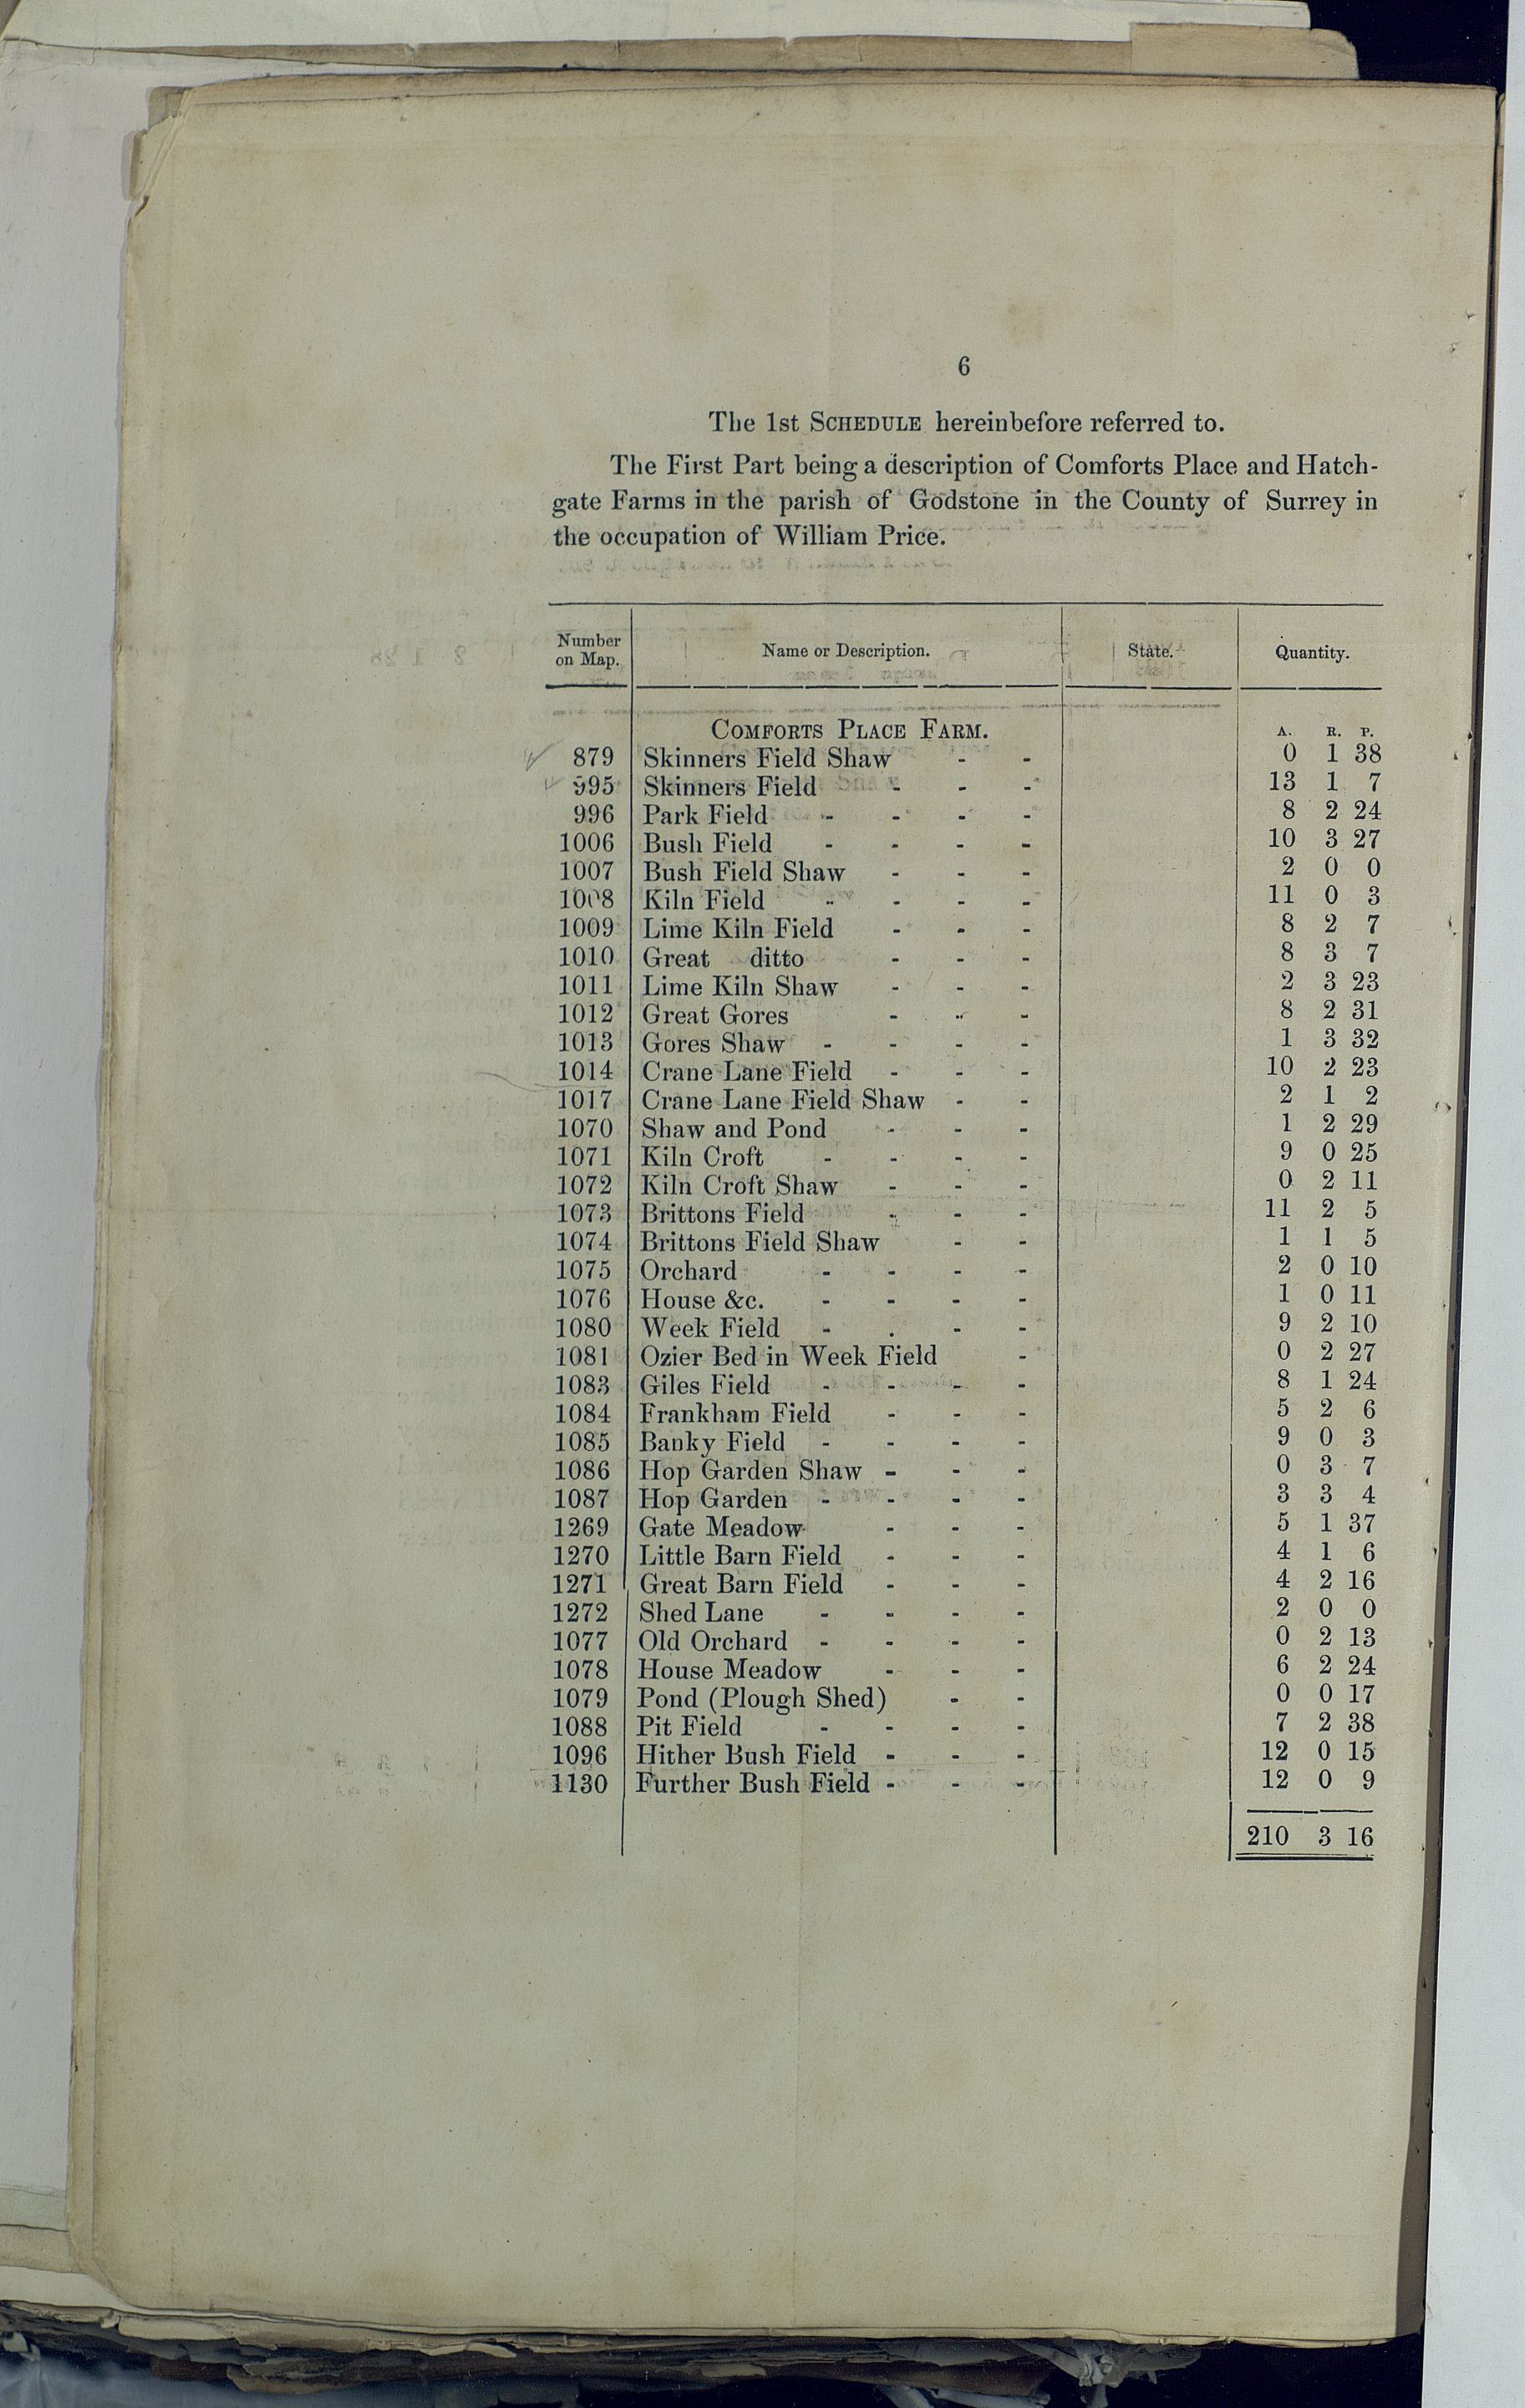 6
The 1st SCHEDULE hereinbefore referred to.
The First Part being a description of Comforts Place and Hatch-
gate Farms in the parish of Godstone in the County of Surrey in
the occupation of William Price.
Number on Map. Name or Description. State. Quantity.
COMFORTS PLACE FARM. A. R. P.
879 Skinners Field Shaw - - 0 1 38
995 Skinners Field - - - 13 1 7
996 Park Field - - - - 8 2 24
1006 Bush Field - - - - 10 3 27
1007 Bush Field Shaw - - - 2 0 0
1008 Kiln Field - - - - 11 0 3
1009 Lime Kiln Field - - - 8 2 7
1010 Great ditto - - - 8 3 7
1011 Lime Kiln Shaw - - - 2 3 23
1012 Great Gores - - - 8 2 31
1013 Gores Shaw - - - - 1 3 32
1014 Crane Lane Field - - - 10 2 23
1017 Crane Lane Field Shaw - - 2 1 2
1070 Shaw and Pond - - - 1 2 29
1071 Kiln Croft - - - - 9 0 25
1072 Kiln Croft Shaw - - - 0 2 11
1073 Brittons Field - - - 11 2 5
1074 Brittons Field Shaw - - 1 1 5
1075 Orchard - - - - 2 0 10
1076 House &c. - - - - 1 0 11
1080 Week Field - - - - 9 2 10
1081 Ozier Bed in Week Field - 0 2 27
1083 Giles Field - - - - 8 1 24
1084 Frankham Field - - - 5 2 6
1085 Banky Field - - - - 9 0 3
1086 Hop Garden Shaw - - - 0 3 7
1087 Hop Garden - - - - 3 3 4
1269 Gate Meadow - - - 5 1 37
1270 Little Barn Field - - - 4 1 6
1271 Great Barn Field - - - 4 2 16
1272 Shed Lane - - - - 2 0 0
1077 Old Orchard - - - - 0 2 13
1078 House Meadow - - - 6 2 24
1079 Pond (Plough Shed) - - 0 0 17
1088 Pit Field - - - - 7 2 38
1096 Hither Bush Field - - - 12 0 15
1130 Further Bush Field - - - 12 0 9
210 3 16